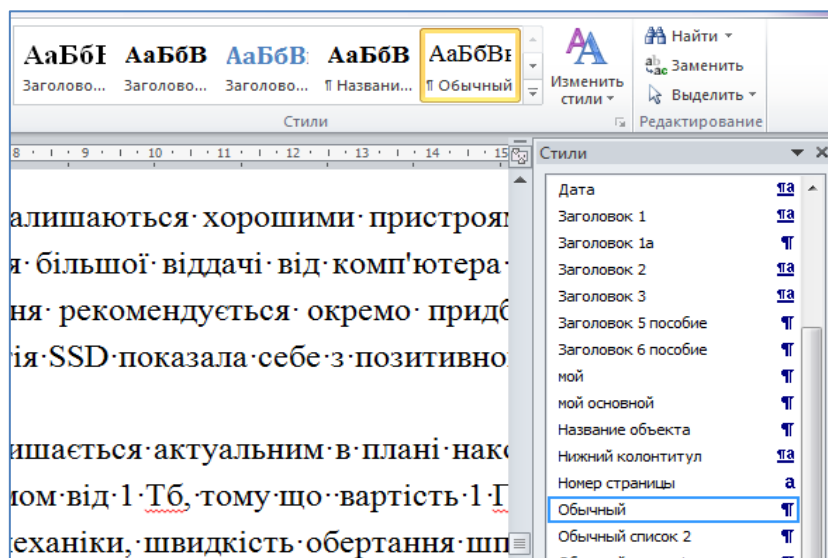 АаБбІ АаБбВ АаБбВ АаБбВ АаБбВ
Заголово... Заголово... Заголово... ¶ Названи... ¶ Обычный
Изменить
стили
Найти
Заменить
Выделить
Стили
Редактирование
8 · 9 · 10 · 11 · 12 · 13 · 14 · 15
алишаються·хорошими·пристроя
я·більшої·віддачі·від·комп'ютера·
ня·рекомендується·окремо·придб
ія·SSD·показала·себе·з·позитивно
ишається·актуальним·в·плані·нако
мом·від·1·Тб,·тому·що··вартість·1·Г
еханіки,·швидкість·обертання·шп
Стили
Дата
Заголовок 1
Заголовок 1а
Заголовок 2
Заголовок 3
Заголовок 5 пособие
Заголовок 6 пособие
мой
мой основной
Название объекта
Нижний колонтитул
Номер страницы
Обычный
Обычный список 2